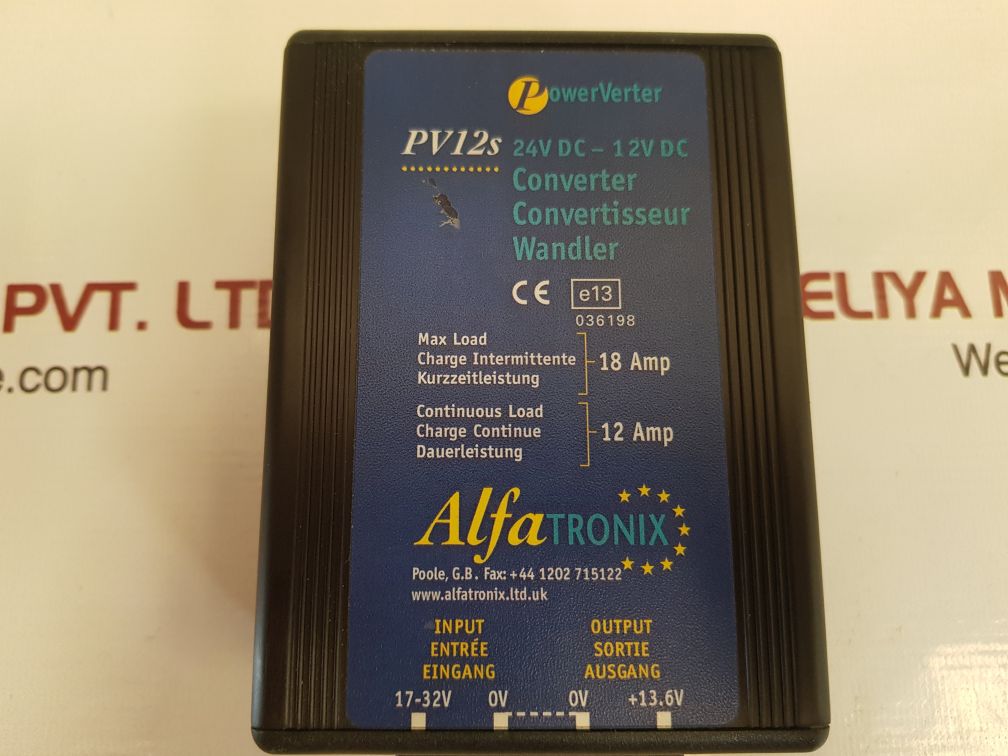 PowerVerter
PV12s
24V DC – 12V DC
Converter
Convertisseur
Wandler
CE e13
036198
Max Load
Charge Intermittente
Kurzzeitleistung
18 Amp
Continuous Load
Charge Continue
Dauerleistung
12 Amp
AlfaTRONIX
Poole, G.B. Fax: +44 1202 715122
www.alfatronix.ltd.uk
INPUT OUTPUT
ENTRÉE SORTIE
EINGANG AUSGANG
17-32V 0V 0V +13.6V
PVT. LT
ELIYA M
e.com
We